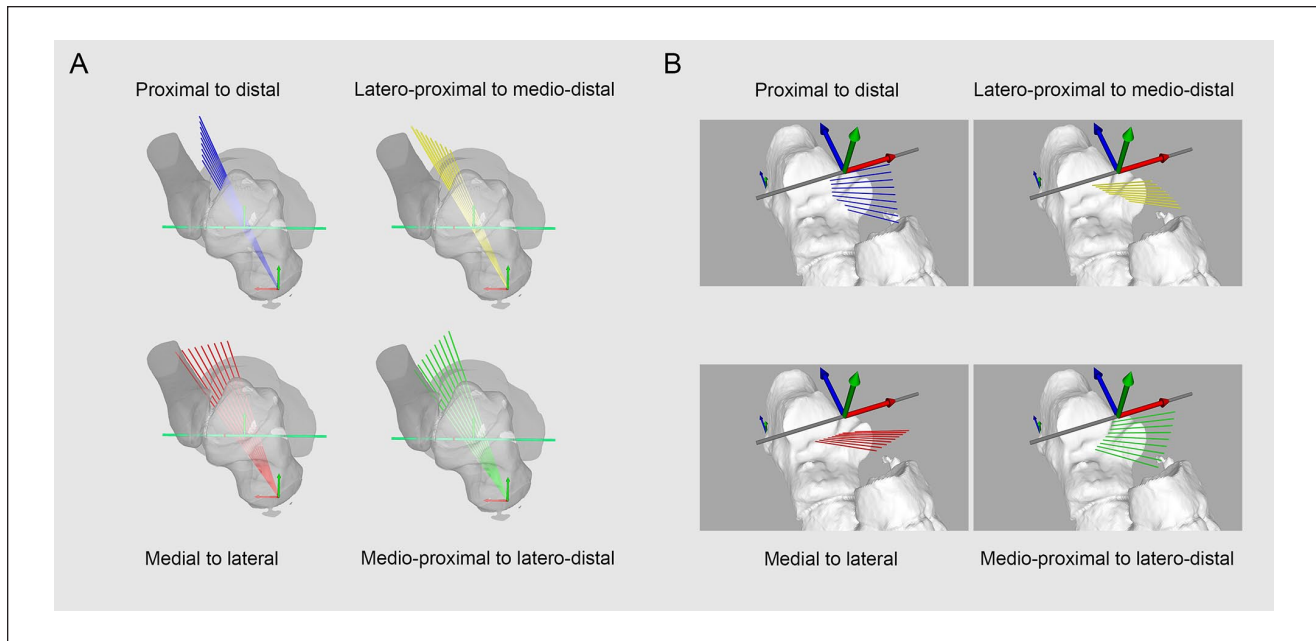 A
Proximal to distal
Latero-proximal to medio-distal
Medial to lateral
Medio-proximal to latero-distal
B
Proximal to distal
Latero-proximal to medio-distal
Medial to lateral
Medio-proximal to latero-distal